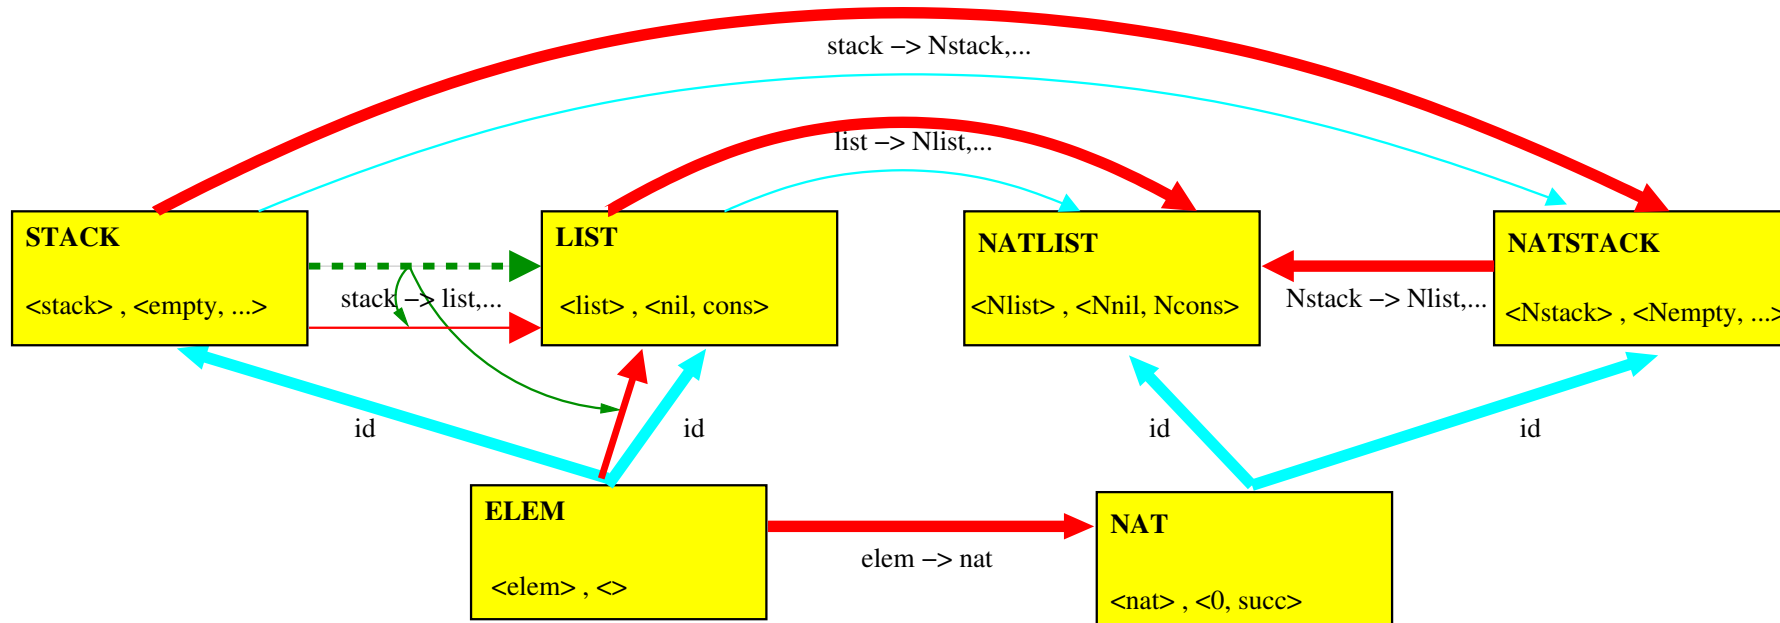 stack −> Nstack,...
list −> Nlist,...
STACK
<stack> , <empty, ...>
stack −> list,...
LIST
<list> , <nil, cons>
NATLIST
<Nlist> , <Nnil, Ncons>
Nstack −> Nlist,...
NATSTACK
<Nstack> , <Nempty, ...>
id
id
id
id
ELEM
<elem> , <>
elem −> nat
NAT
<nat> , <0, succ>